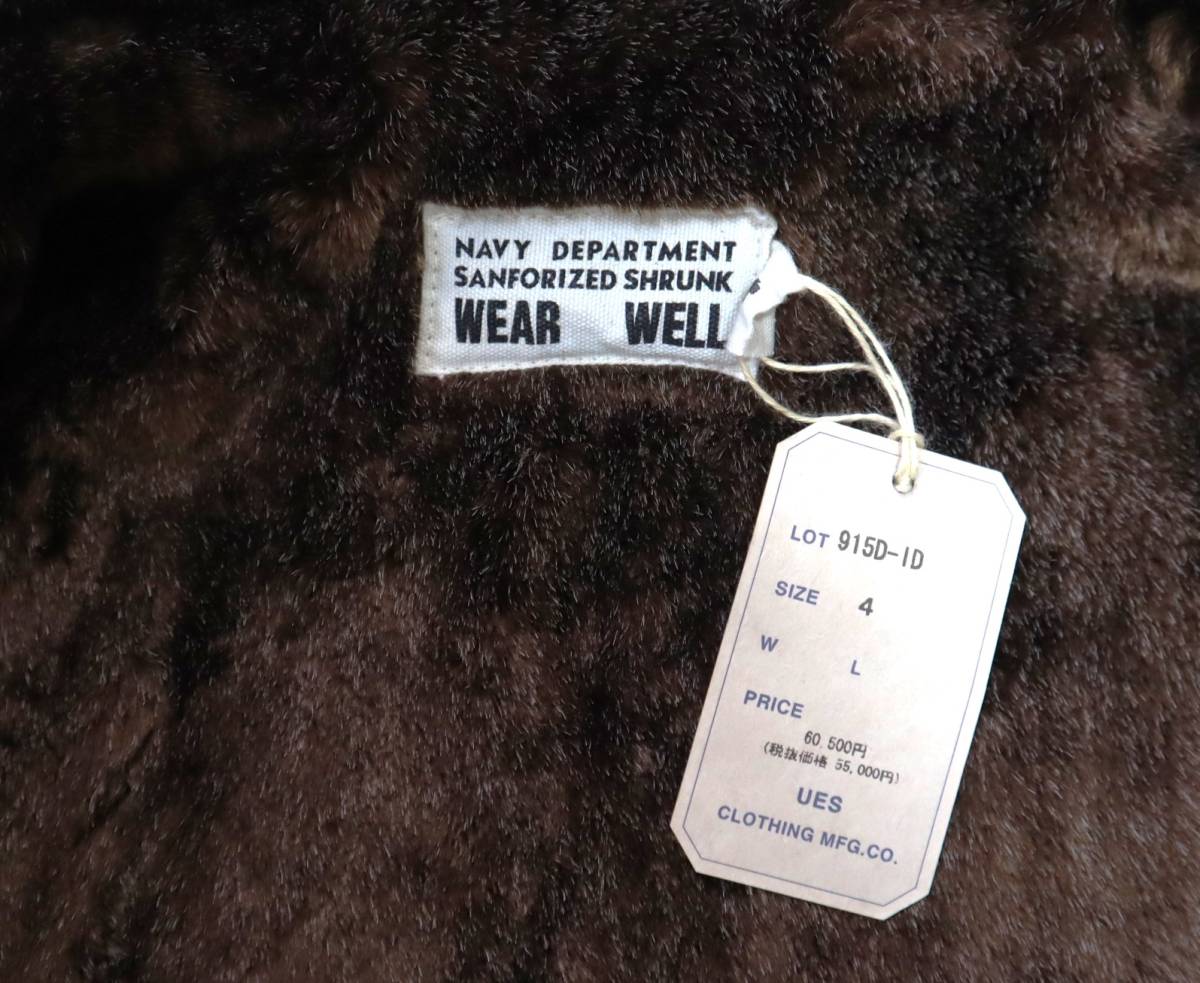 NAVY DEPARTMENT
SANFORIZED SHRUNK
WEAR WELL
LOT 915D-ID
SIZE 4
W L
PRICE
60,500円
(税抜価格 55,000円)
UES
CLOTHING MFG.CO.